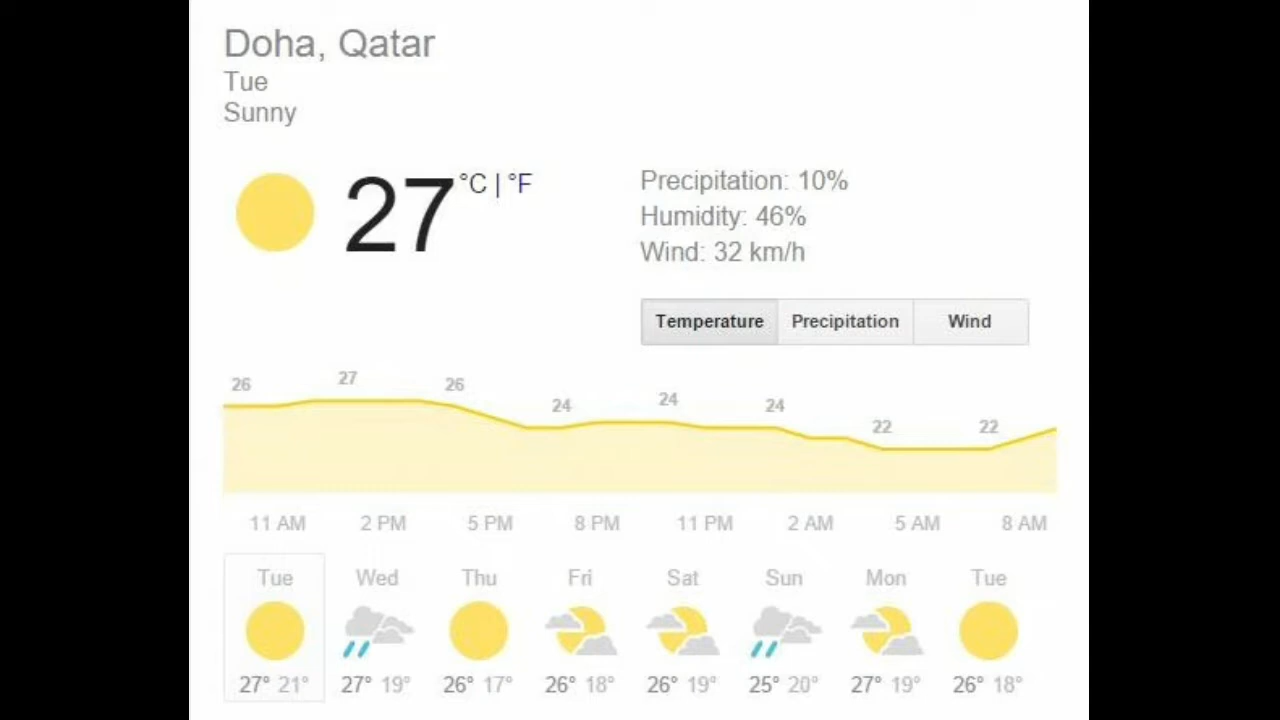 Doha, Qatar
Tue
Sunny
27 °C | °F
Precipitation: 10%
Humidity: 46%
Wind: 32 km/h
Temperature Precipitation Wind
26 27 26 24 24 24 22 22
11 AM 2 PM 5 PM 8 PM 11 PM 2 AM 5 AM 8 AM
Tue Wed Thu Fri Sat Sun Mon Tue
27° 21° 27° 19° 26° 17° 26° 18° 26° 19° 25° 20° 27° 19° 26° 18°